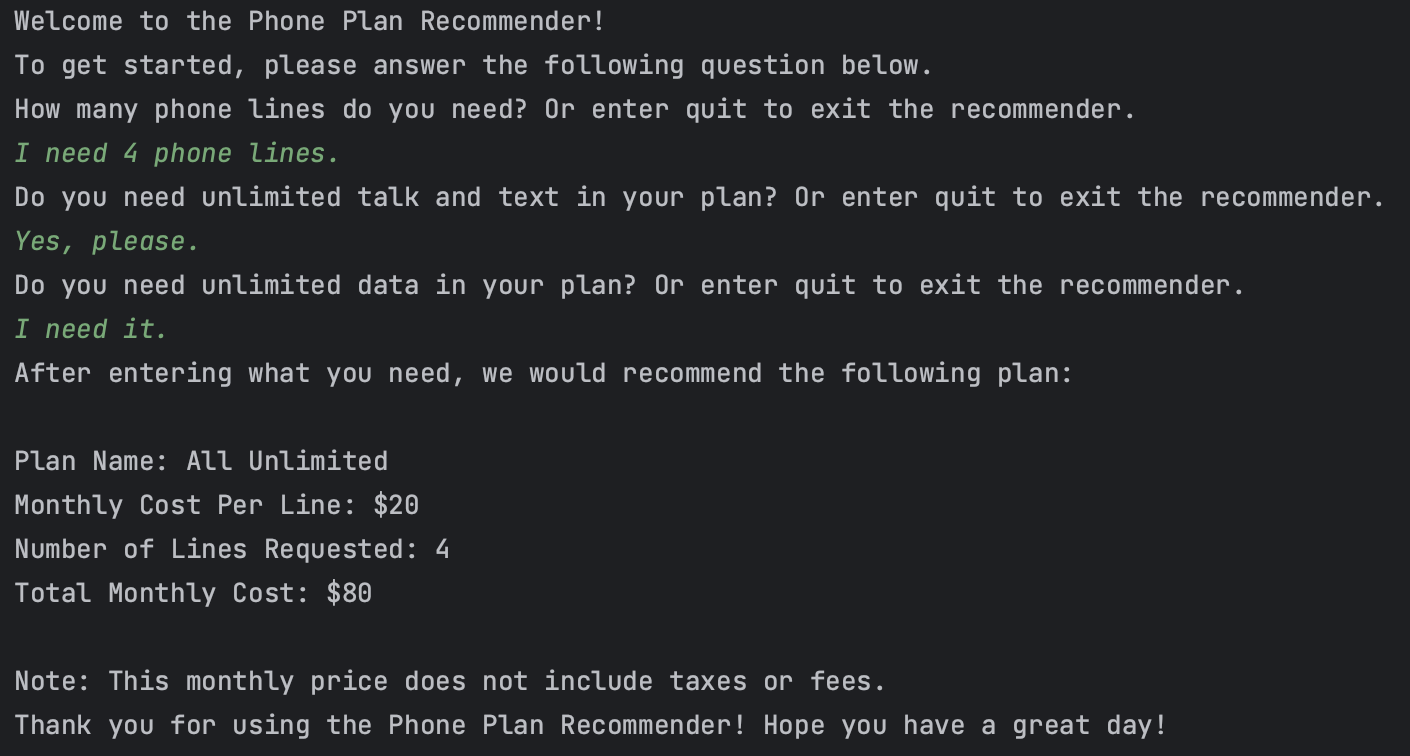 Welcome to the Phone Plan Recommender!
To get started, please answer the following question below.
How many phone lines do you need? Or enter quit to exit the recommender.
I need 4 phone lines.
Do you need unlimited talk and text in your plan? Or enter quit to exit the recommender.
Yes, please.
Do you need unlimited data in your plan? Or enter quit to exit the recommender.
I need it.
After entering what you need, we would recommend the following plan:
Plan Name: All Unlimited
Monthly Cost Per Line: $20
Number of Lines Requested: 4
Total Monthly Cost: $80
Note: This monthly price does not include taxes or fees.
Thank you for using the Phone Plan Recommender! Hope you have a great day!